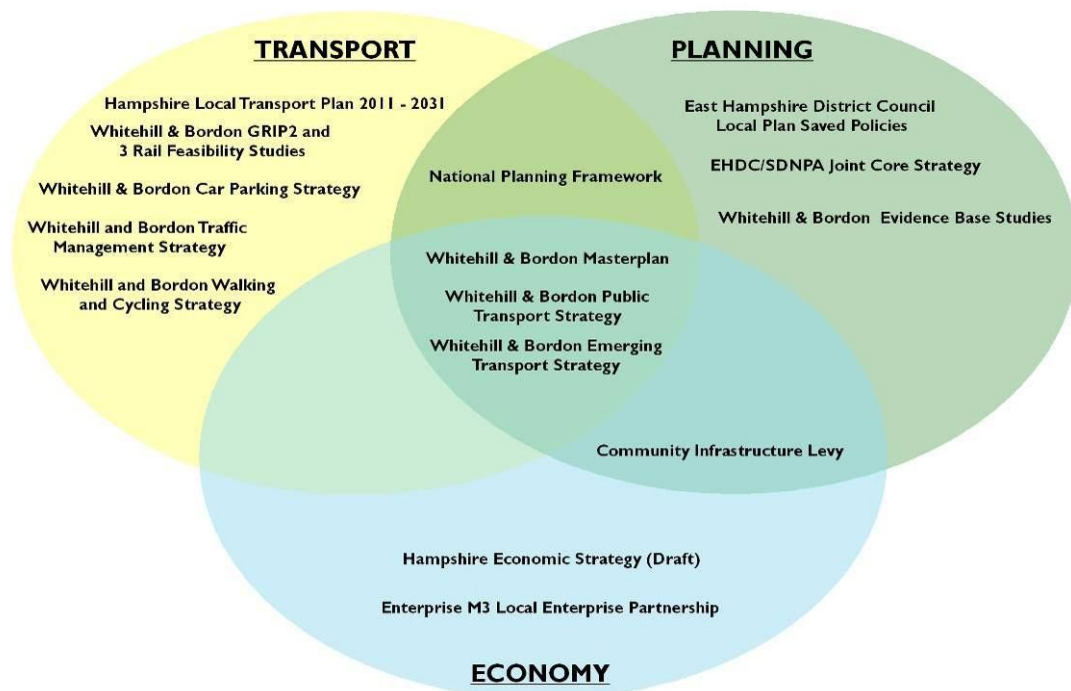 TRANSPORT
PLANNING
Hampshire Local Transport Plan 2011 - 2031
Whitehill & Bordon GRIP2 and
3 Rail Feasibility Studies
Whitehill & Bordon Car Parking Strategy
Whitehill and Bordon Traffic
Management Strategy
Whitehill and Bordon Walking
and Cycling Strategy
National Planning Framework
East Hampshire District Council
Local Plan Saved Policies
EHDC/SDNPA Joint Core Strategy
Whitehill & Bordon Evidence Base Studies
Whitehill & Bordon Masterplan
Whitehill & Bordon Public
Transport Strategy
Whitehill & Bordon Emerging
Transport Strategy
Community Infrastructure Levy
Hampshire Economic Strategy (Draft)
Enterprise M3 Local Enterprise Partnership
ECONOMY